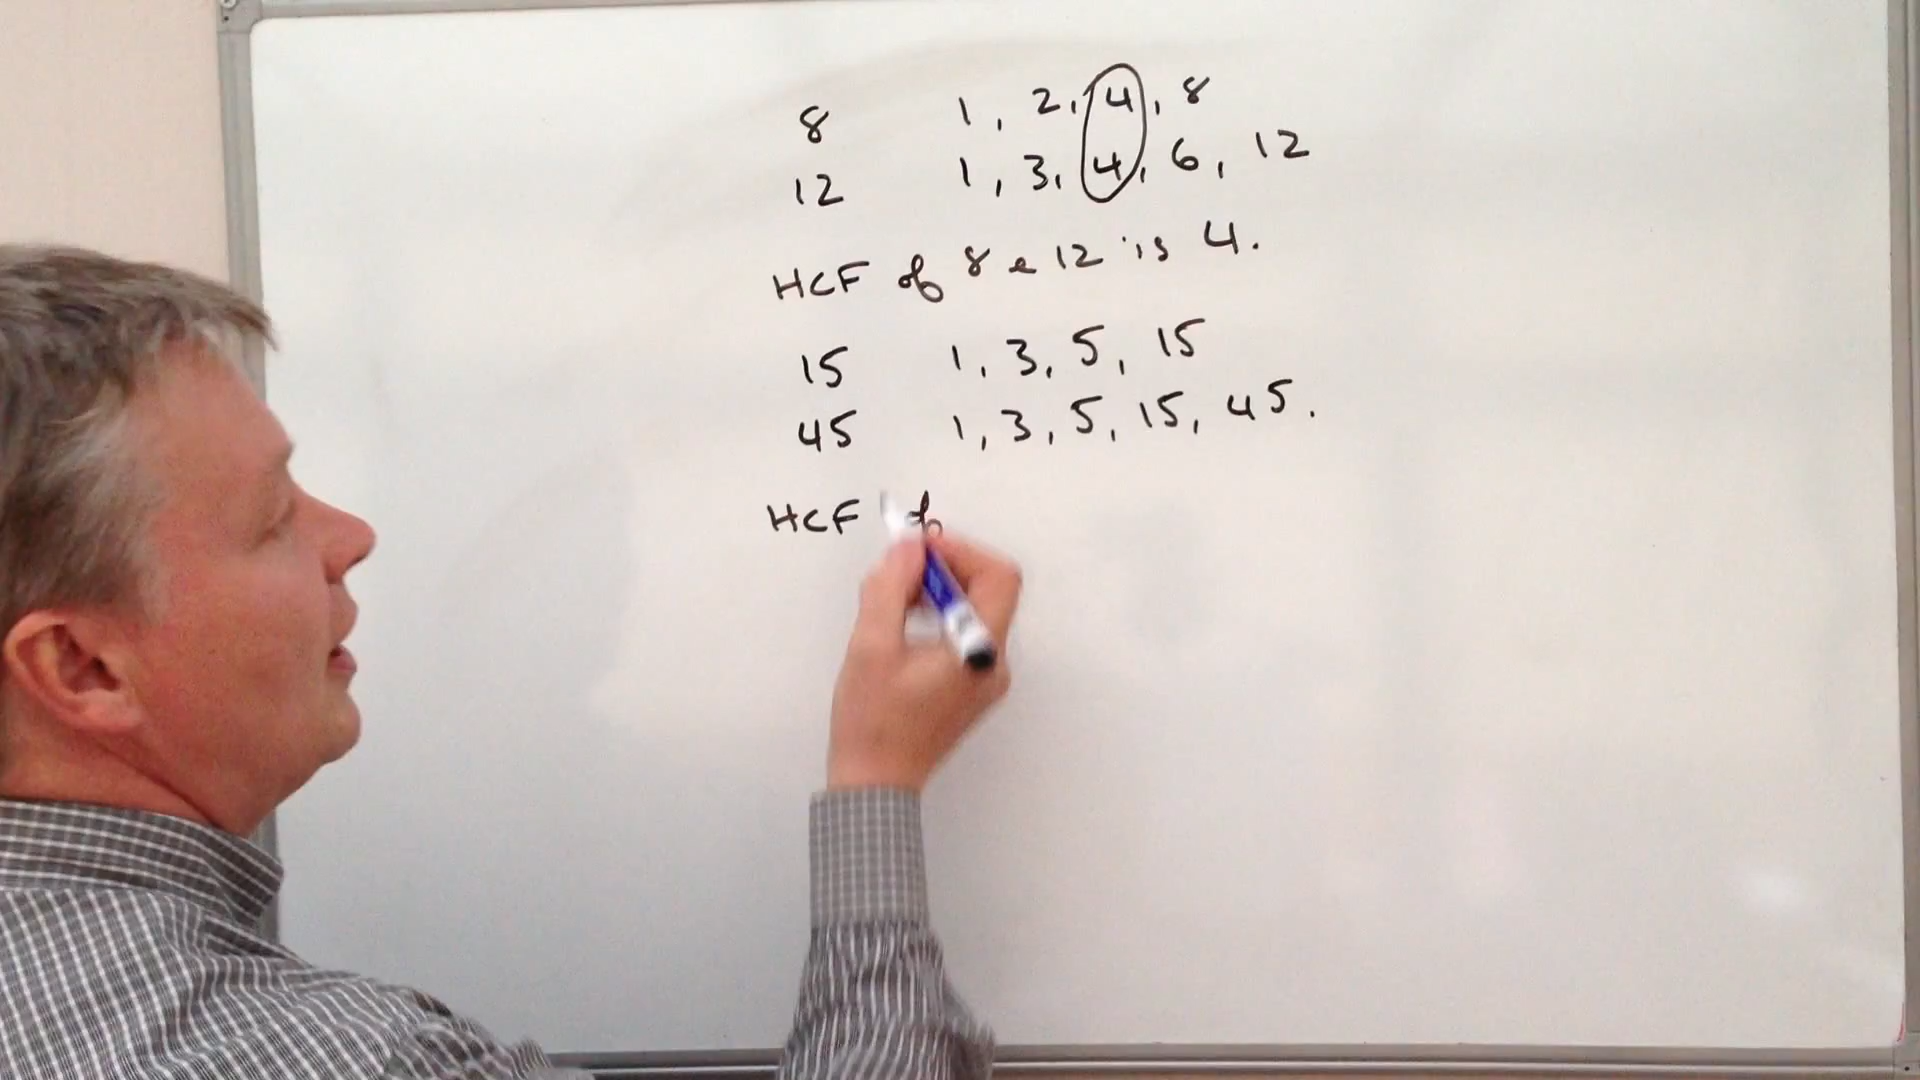 8 1, 2, 4, 8
12 1, 3, 4, 6, 12
HCF of 8 & 12 is 4.
15 1, 3, 5, 15
45 1, 3, 5, 15, 45.
HCF of